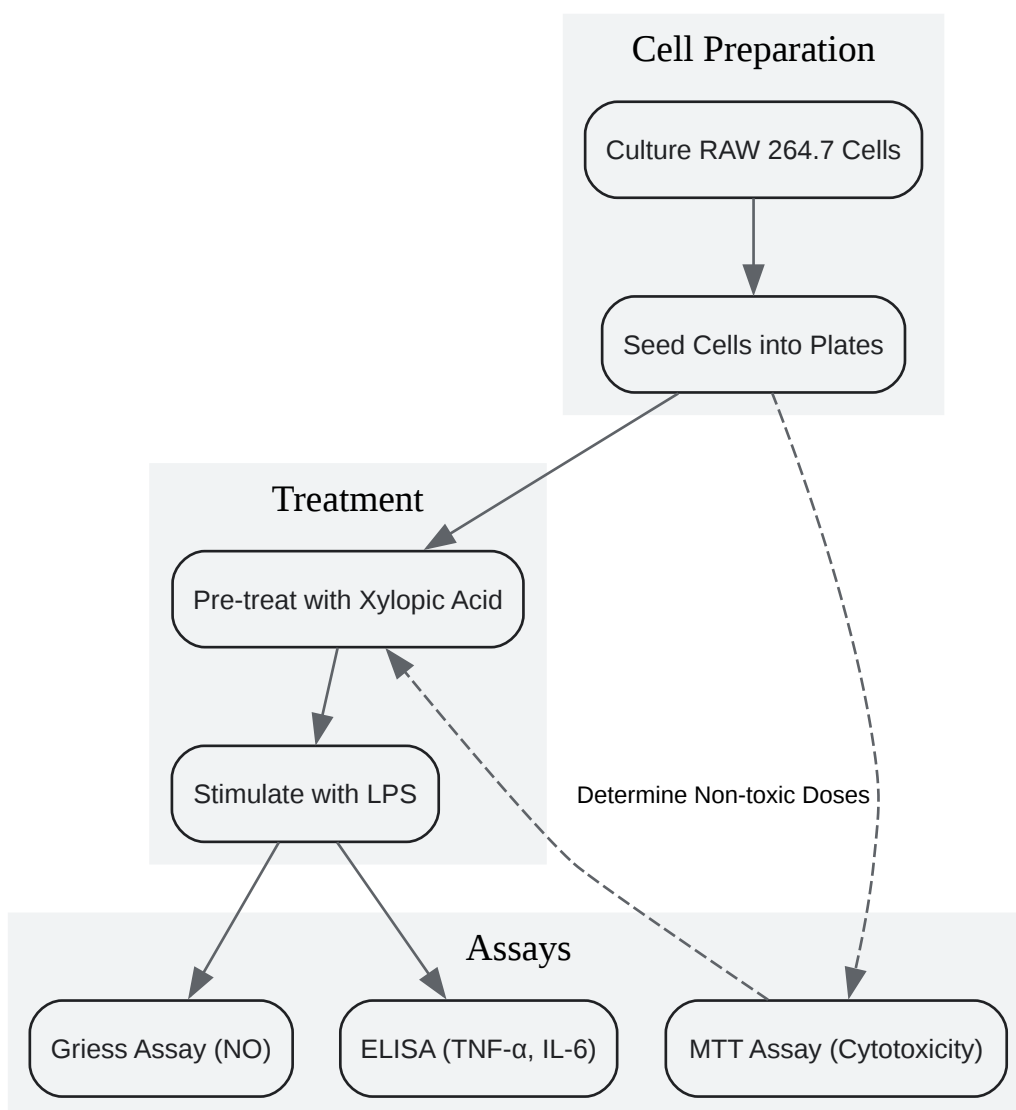 Cell Preparation
Culture RAW 264.7 Cells
Seed Cells into Plates
Treatment
Pre-treat with Xylopic Acid
Stimulate with LPS
Determine Non-toxic Doses
Assays
Griess Assay (NO)
ELISA (TNF-α, IL-6)
MTT Assay (Cytotoxicity)